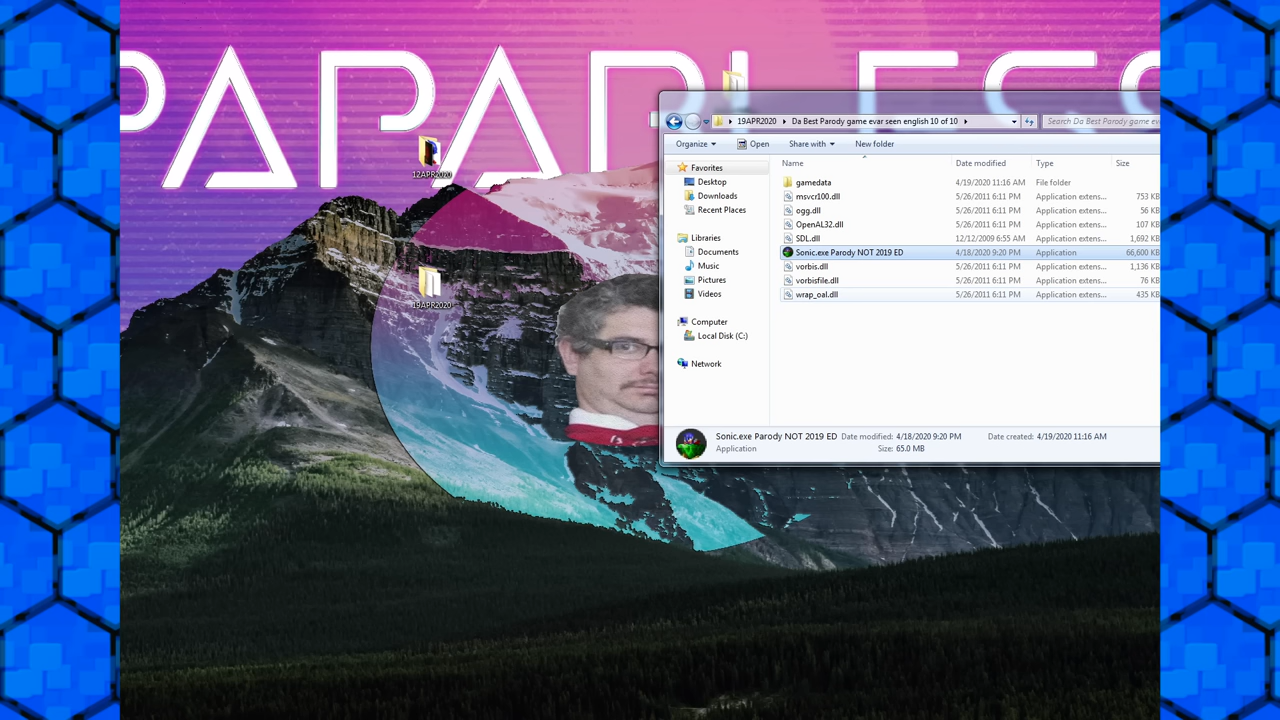 PAPAPLESS
12APR2020
19APR2020
19APR2020 Da Best Parody game evar seen english 10 of 10
Search Da Best Parody game ev
Organize Open Share with New folder
Favorites
Desktop
Downloads
Recent Places
Libraries
Documents
Music
Pictures
Videos
Computer
Local Disk (C:)
Network
Name Date modified Type Size
gamedata 4/19/2020 11:16 AM File folder
msvcr100.dll 5/26/2011 6:11 PM Application extens... 753 KB
ogg.dll 5/26/2011 6:11 PM Application extens... 56 KB
OpenAL32.dll 5/26/2011 6:11 PM Application extens... 107 KB
SDL.dll 12/12/2009 6:55 AM Application extens... 1,692 KB
Sonic.exe Parody NOT 2019 ED 4/18/2020 9:20 PM Application 66,600 KB
vorbis.dll 5/26/2011 6:11 PM Application extens... 1,136 KB
vorbisfile.dll 5/26/2011 6:11 PM Application extens... 76 KB
wrap_oal.dll 5/26/2011 6:11 PM Application extens... 435 KB
Sonic.exe Parody NOT 2019 ED Date modified: 4/18/2020 9:20 PM Date created: 4/19/2020 11:16 AM
Application Size: 65.0 MB